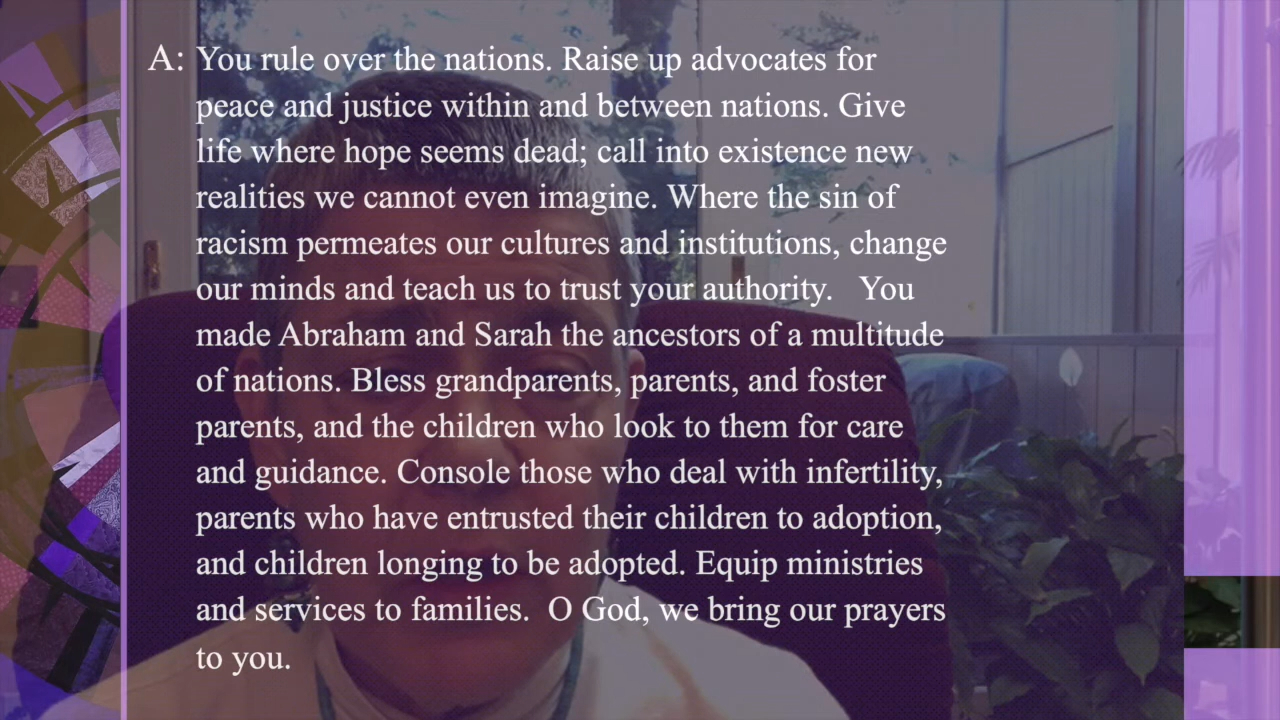 A: You rule over the nations. Raise up advocates for
peace and justice within and between nations. Give
life where hope seems dead; call into existence new
realities we cannot even imagine. Where the sin of
racism permeates our cultures and institutions, change
our minds and teach us to trust your authority.   You
made Abraham and Sarah the ancestors of a multitude
of nations. Bless grandparents, parents, and foster
parents, and the children who look to them for care
and guidance. Console those who deal with infertility,
parents who have entrusted their children to adoption,
and children longing to be adopted. Equip ministries
and services to families.  O God, we bring our prayers
to you.